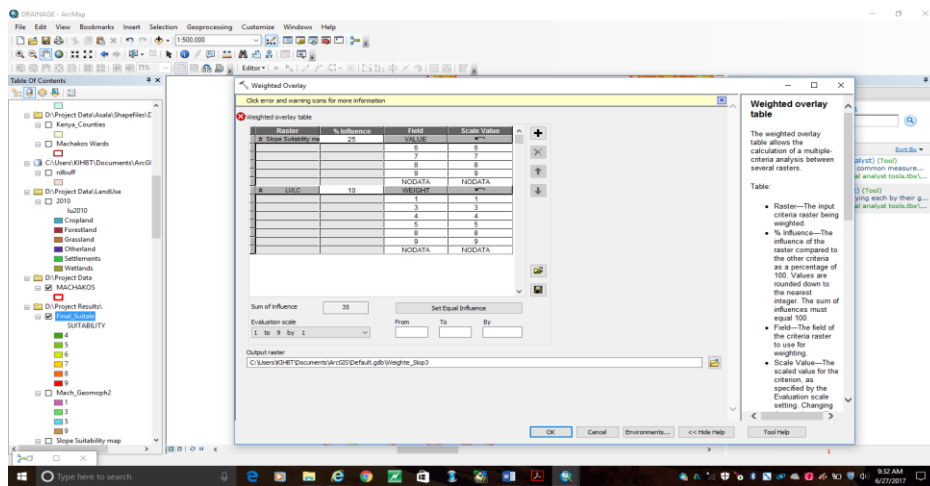 DRAINAGE - ArcMap
File Edit View Bookmarks Insert Selection Geoprocessing Customize Windows Help
1:500,000
71%
Editor
Table Of Contents
D:\Project Data\Asala\Shapefiles\D
Kenya_Counties
Machakos Wards
C:\Users\KIHBT\Documents\ArcGI
rdbuff
D:\Project Data\LandUse
2010
lu2010
Cropland
Forestland
Grassland
Otherland
Settlements
Wetlands
D:\Project Data
MACHAKOS
D:\Project Results\
Final_Suitale
SUITABILITY
4
5
6
7
8
9
Mach_Geomoph2
1
3
5
9
Slope Suitability map
Weighted Overlay
Click error and warning icons for more information
Weighted overlay table
Raster % Influence Field Scale Value
Slope Suitability ma 25 VALUE
6 6
7 7
8 8
9 9
NODATA NODATA
LULC 10 WEIGHT
1 1
3 3
4 4
5 5
8 8
9 9
NODATA NODATA
Sum of influence 35 Set Equal Influence
Evaluation scale From To By
1 to 9 by 1
Output raster
C:\Users\KIHBT\Documents\ArcGIS\Default.gdb\Weighte_Slop3
OK Cancel Environments... << Hide Help Tool Help
Weighted overlay table
The weighted overlay table allows the calculation of a multiple-criteria analysis between several rasters.
Table:
Raster—The input criteria raster being weighted.
% Influence—The influence of the raster compared to the other criteria as a percentage of 100. Values are rounded down to the nearest integer. The sum of influences must equal 100.
Field—The field of the criteria raster to use for weighting.
Scale Value—The scaled value for the criterion, as specified by the Evaluation scale setting. Changing
Sort By
alyst) (Tool)
common measure...
al analyst tools.tbx\...
t) (Tool)
ying each by their g...
al analyst tools.tbx\...
1
Type here to search
9:32 AM
6/27/2017